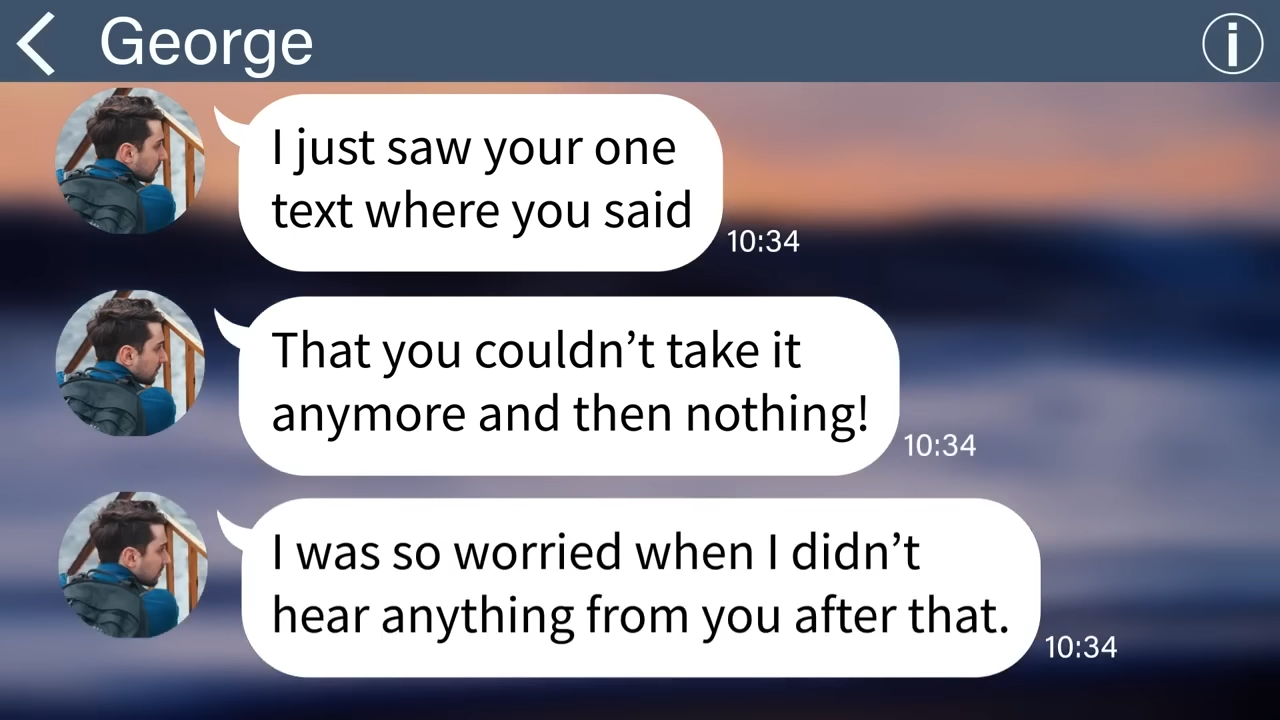 George
i
I just saw your one
text where you said
10:34
That you couldn’t take it
anymore and then nothing!
10:34
I was so worried when I didn’t
hear anything from you after that.
10:34